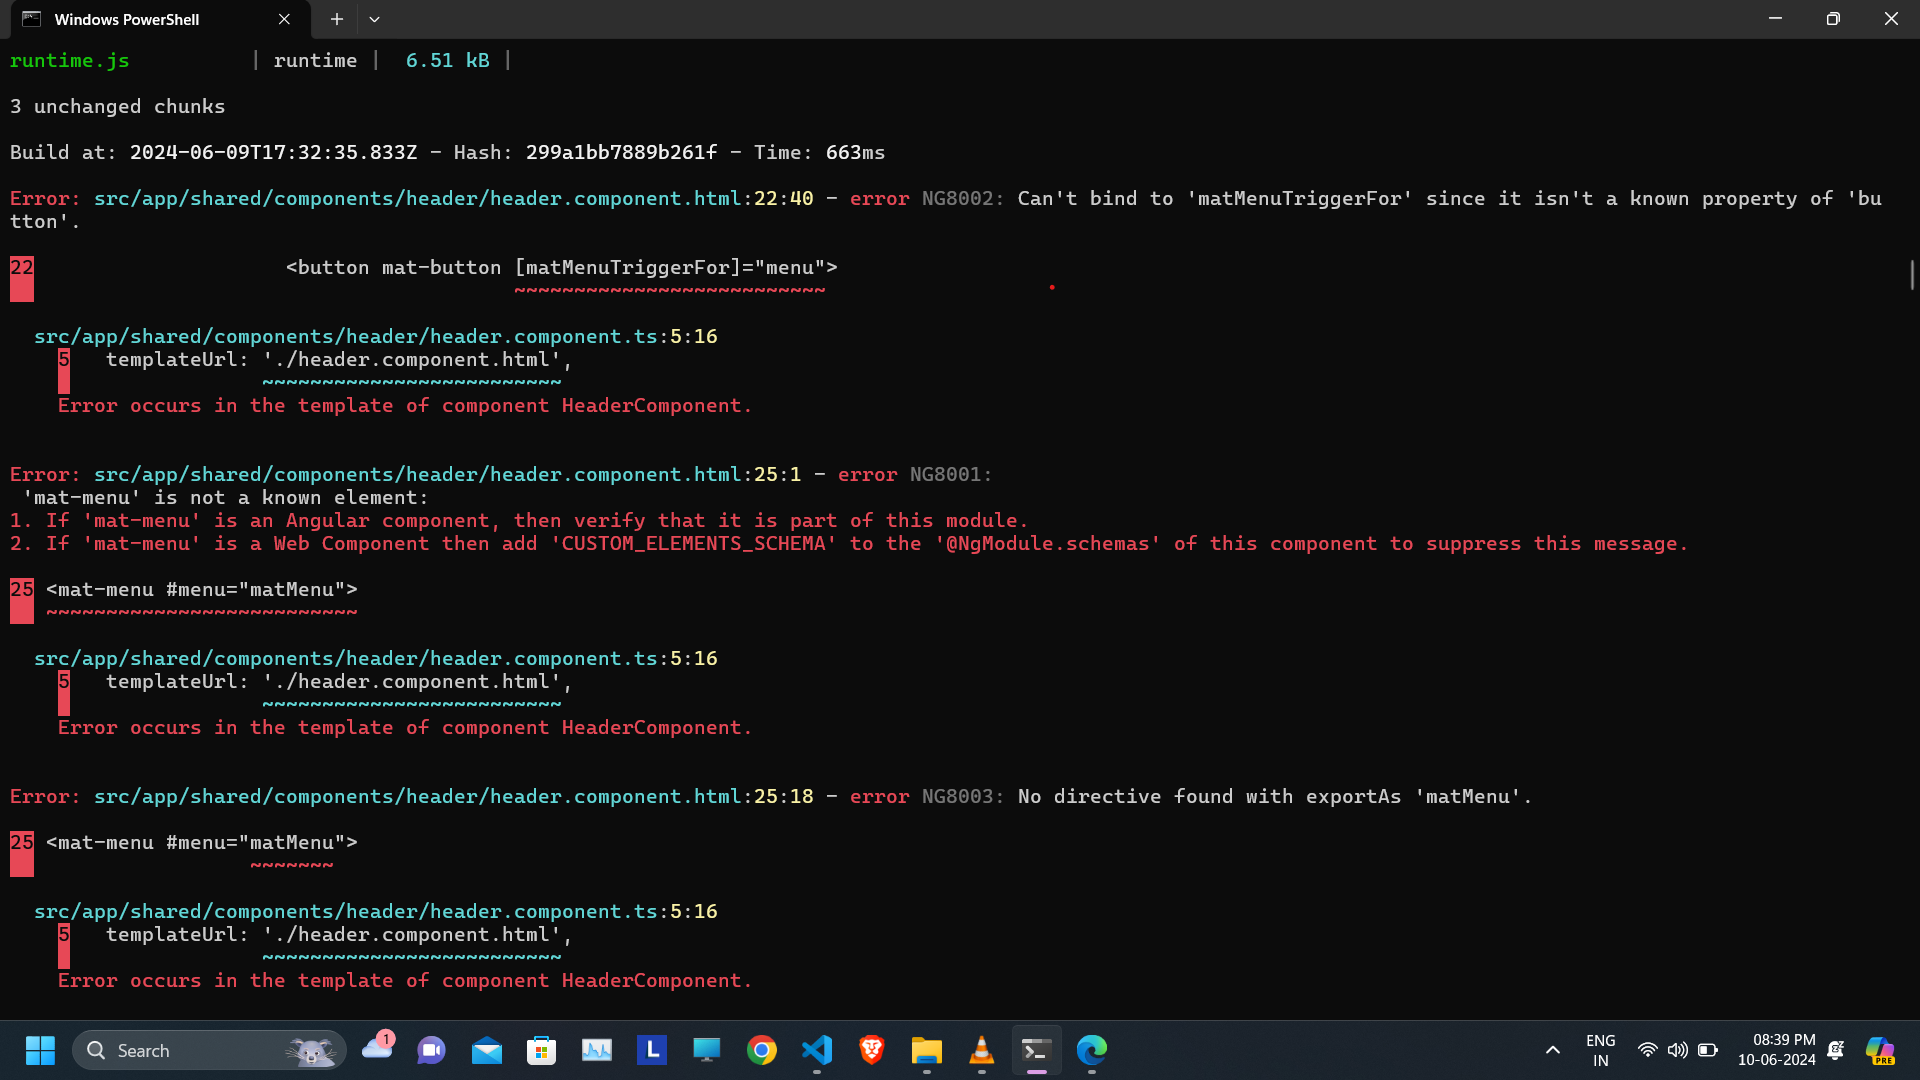 Windows PowerShell
runtime.js | runtime | 6.51 kB |
3 unchanged chunks
Build at: 2024-06-09T17:32:35.833Z - Hash: 299a1bb7889b261f - Time: 663ms
Error: src/app/shared/components/header/header.component.html:22:40 - error NG8002: Can't bind to 'matMenuTriggerFor' since it isn't a known property of 'bu
tton'.
22 <button mat-button [matMenuTriggerFor]="menu">
~~~~~~~~~~~~~~~~~~~~~~~~~~
src/app/shared/components/header/header.component.ts:5:16
5 templateUrl: './header.component.html',
~~~~~~~~~~~~~~~~~~~~~~~~~
Error occurs in the template of component HeaderComponent.
Error: src/app/shared/components/header/header.component.html:25:1 - error NG8001:
'mat-menu' is not a known element:
1. If 'mat-menu' is an Angular component, then verify that it is part of this module.
2. If 'mat-menu' is a Web Component then add 'CUSTOM_ELEMENTS_SCHEMA' to the '@NgModule.schemas' of this component to suppress this message.
25 <mat-menu #menu="matMenu">
~~~~~~~~~~~~~~~~~~~~~~~~~~
src/app/shared/components/header/header.component.ts:5:16
5 templateUrl: './header.component.html',
~~~~~~~~~~~~~~~~~~~~~~~~~
Error occurs in the template of component HeaderComponent.
Error: src/app/shared/components/header/header.component.html:25:18 - error NG8003: No directive found with exportAs 'matMenu'.
25 <mat-menu #menu="matMenu">
~~~~~~~
src/app/shared/components/header/header.component.ts:5:16
5 templateUrl: './header.component.html',
~~~~~~~~~~~~~~~~~~~~~~~~~
Error occurs in the template of component HeaderComponent.
Search
1
L
ENG
IN
08:39 PM
10-06-2024
PRE